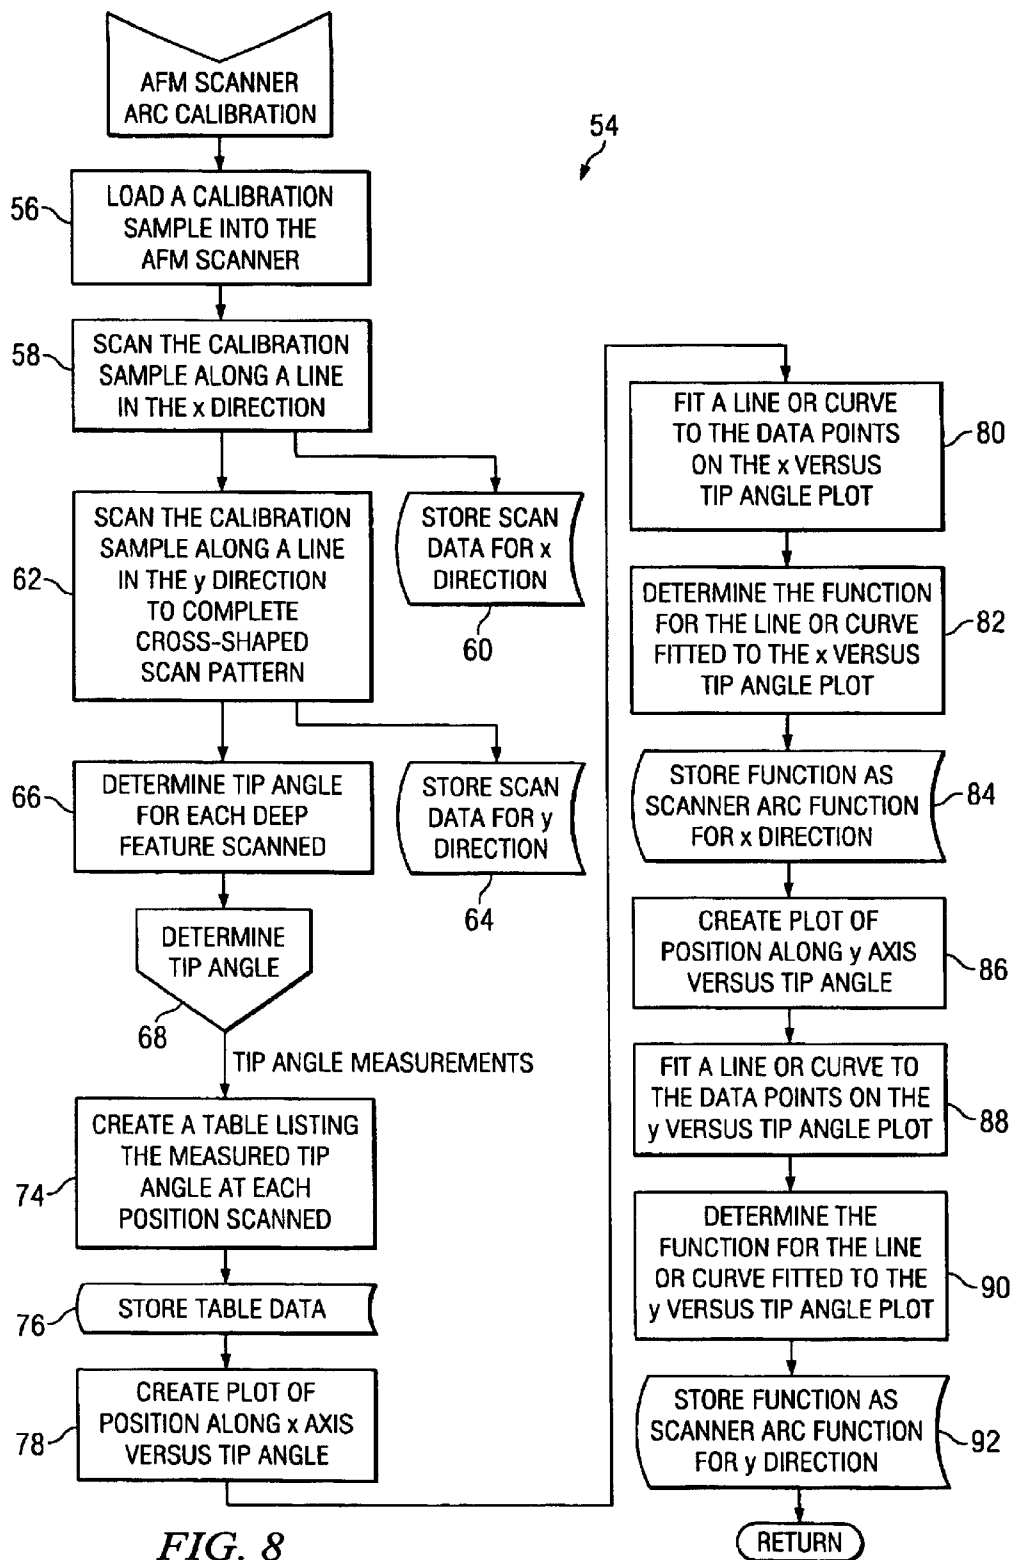 AFM SCANNER
ARC CALIBRATION
54
56
LOAD A CALIBRATION
SAMPLE INTO THE
AFM SCANNER
58
SCAN THE CALIBRATION
SAMPLE ALONG A LINE
IN THE x DIRECTION
STORE SCAN
DATA FOR x
DIRECTION
60
62
SCAN THE CALIBRATION
SAMPLE ALONG A LINE
IN THE y DIRECTION
TO COMPLETE
CROSS-SHAPED
SCAN PATTERN
STORE SCAN
DATA FOR y
DIRECTION
64
66
DETERMINE TIP ANGLE
FOR EACH DEEP
FEATURE SCANNED
DETERMINE
TIP ANGLE
68
TIP ANGLE MEASUREMENTS
74
CREATE A TABLE LISTING
THE MEASURED TIP
ANGLE AT EACH
POSITION SCANNED
76
STORE TABLE DATA
78
CREATE PLOT OF
POSITION ALONG x AXIS
VERSUS TIP ANGLE
FIT A LINE OR CURVE
TO THE DATA POINTS
ON THE x VERSUS
TIP ANGLE PLOT
80
DETERMINE THE FUNCTION
FOR THE LINE OR CURVE
FITTED TO THE x VERSUS
TIP ANGLE PLOT
82
STORE FUNCTION AS
SCANNER ARC FUNCTION
FOR x DIRECTION
84
CREATE PLOT OF
POSITION ALONG y AXIS
VERSUS TIP ANGLE
86
FIT A LINE OR CURVE TO
THE DATA POINTS ON THE
y VERSUS TIP ANGLE PLOT
88
DETERMINE THE
FUNCTION FOR THE LINE
OR CURVE FITTED TO THE
y VERSUS TIP ANGLE PLOT
90
STORE FUNCTION AS
SCANNER ARC FUNCTION
FOR y DIRECTION
92
RETURN
FIG. 8